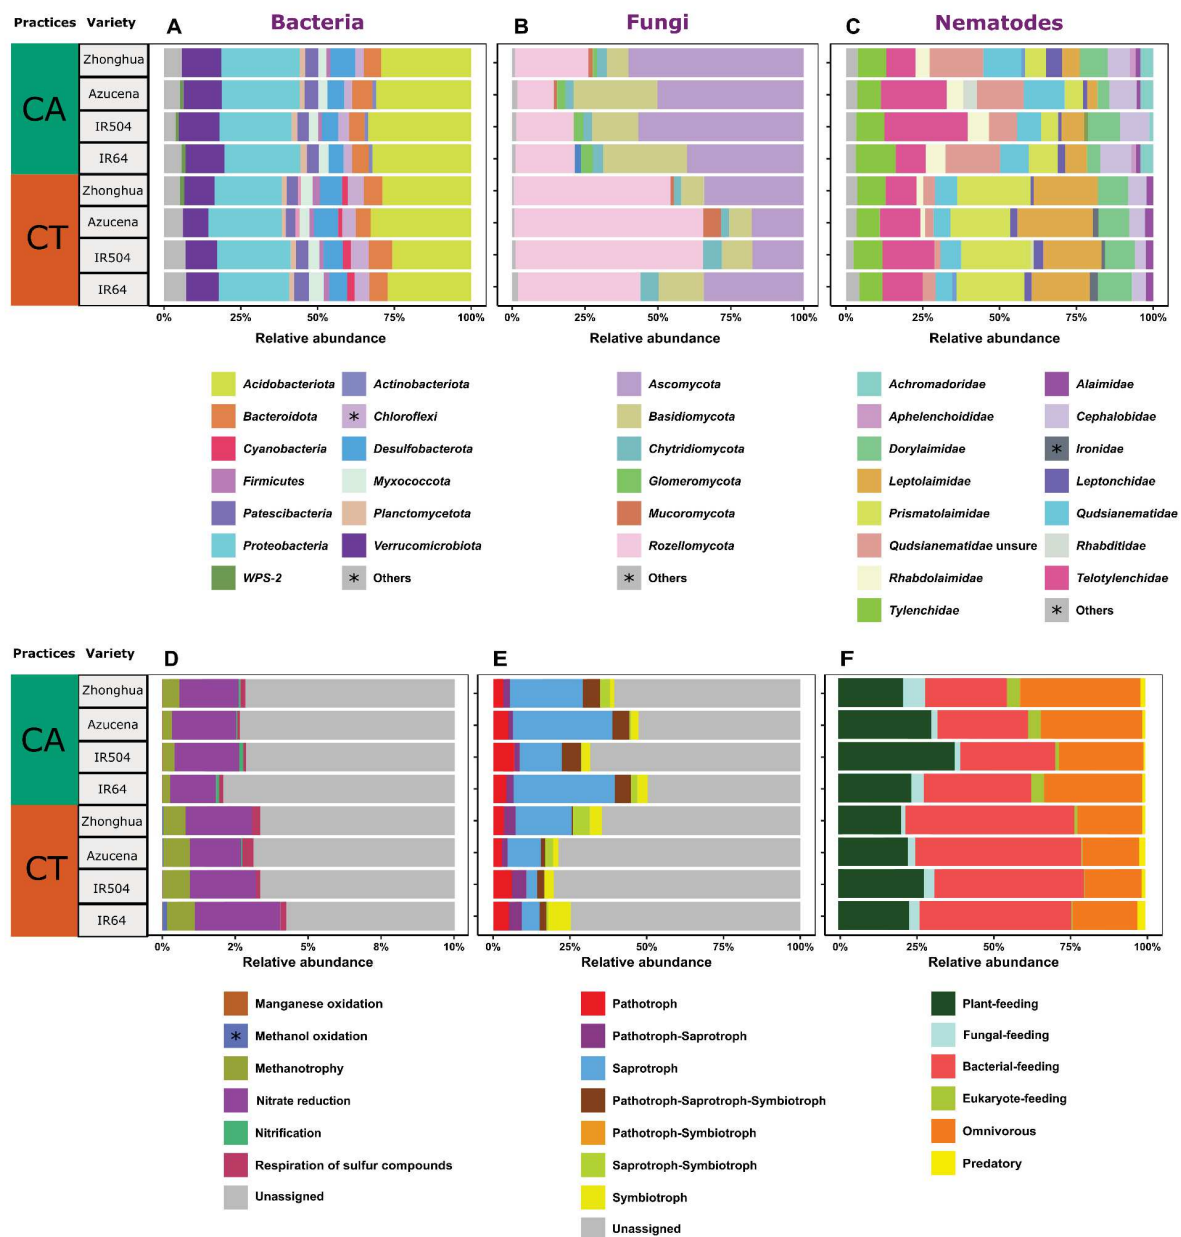 Practices Variety A Bacteria B Fungi C Nematodes
CA
Zhonghua
Azucena
IR504
IR64
CT
Zhonghua
Azucena
IR504
IR64
0% 25% 50% 75% 100% 0% 25% 50% 75% 100% 0% 25% 50% 75% 100%
Relative abundance Relative abundance Relative abundance
Acidobacteriota Actinobacteriota Ascomycota Achromadoridae Alaimidae
Bacteroidota * Chloroflexi Basidiomycota Aphelenchoididae Cephalobidae
Cyanobacteria Desulfobacterota Chytridiomycota Dorylaimidae * Ironidae
Firmicutes Myxococcota Glomeromycota Leptolaimidae Leptonchidae
Patescibacteria Planctomycetota Mucoromycota Prismatolaimidae Qudsianematidae
Proteobacteria Verrucomicrobiota Rozellomycota Qudsianematidae unsure Rhabditidae
WPS-2 * Others * Others Rhabdolaimidae Telotylenchidae
Tylenchidae * Others
Practices Variety D E F
CA
Zhonghua
Azucena
IR504
IR64
CT
Zhonghua
Azucena
IR504
IR64
0% 2% 5% 8% 10% 0% 25% 50% 75% 100% 0% 25% 50% 75% 100%
Relative abundance Relative abundance Relative abundance
Manganese oxidation Pathotroph Plant-feeding
* Methanol oxidation Pathotroph-Saprotroph Fungal-feeding
Methanotrophy Saprotroph Bacterial-feeding
Nitrate reduction Pathotroph-Saprotroph-Symbiotroph Eukaryote-feeding
Nitrification Pathotroph-Symbiotroph Omnivorous
Respiration of sulfur compounds Saprotroph-Symbiotroph Predatory
Unassigned Symbiotroph
Unassigned